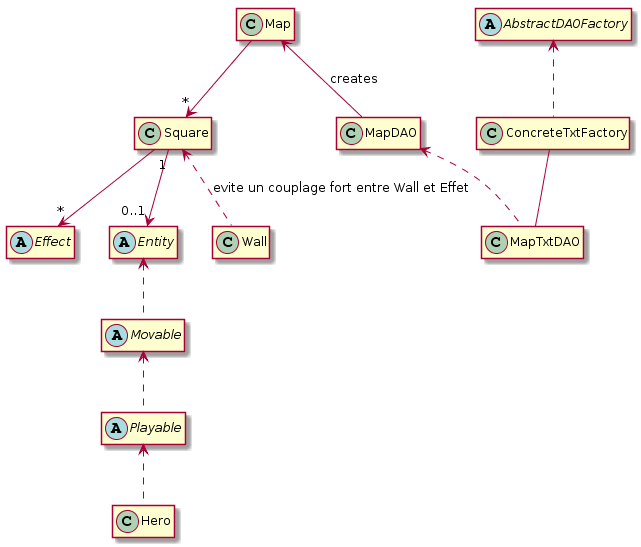 C Map
A AbstractDAOFactory
creates
*
C Square
C MapDAO
C ConcreteTxtFactory
1
evite un couplage fort entre Wall et Effet
*
0..1
A Effect
A Entity
C Wall
C MapTxtDAO
A Movable
A Playable
C Hero